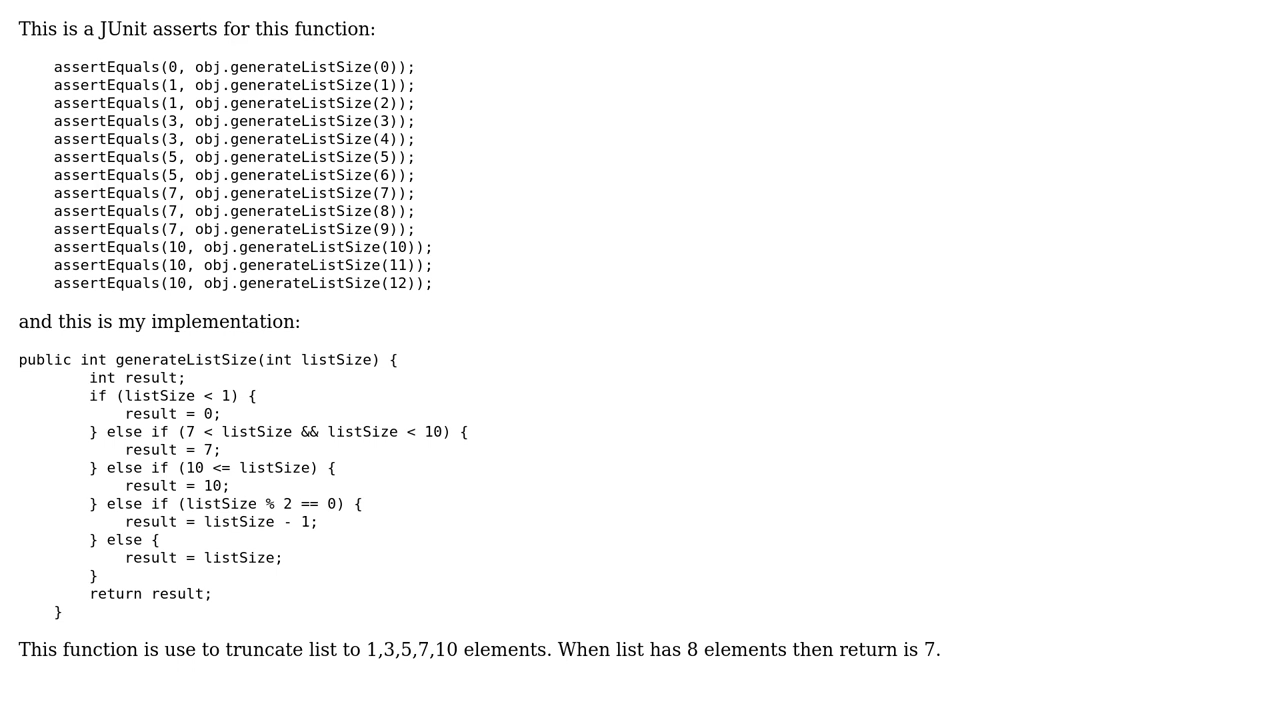 This is a JUnit asserts for this function:
    assertEquals(0, obj.generateListSize(0));
    assertEquals(1, obj.generateListSize(1));
    assertEquals(1, obj.generateListSize(2));
    assertEquals(3, obj.generateListSize(3));
    assertEquals(3, obj.generateListSize(4));
    assertEquals(5, obj.generateListSize(5));
    assertEquals(5, obj.generateListSize(6));
    assertEquals(7, obj.generateListSize(7));
    assertEquals(7, obj.generateListSize(8));
    assertEquals(7, obj.generateListSize(9));
    assertEquals(10, obj.generateListSize(10));
    assertEquals(10, obj.generateListSize(11));
    assertEquals(10, obj.generateListSize(12));
and this is my implementation:
public int generateListSize(int listSize) {
        int result;
        if (listSize < 1) {
            result = 0;
        } else if (7 < listSize && listSize < 10) {
            result = 7;
        } else if (10 <= listSize) {
            result = 10;
        } else if (listSize % 2 == 0) {
            result = listSize - 1;
        } else {
            result = listSize;
        }
        return result;
    }
This function is use to truncate list to 1,3,5,7,10 elements. When list has 8 elements then return is 7.